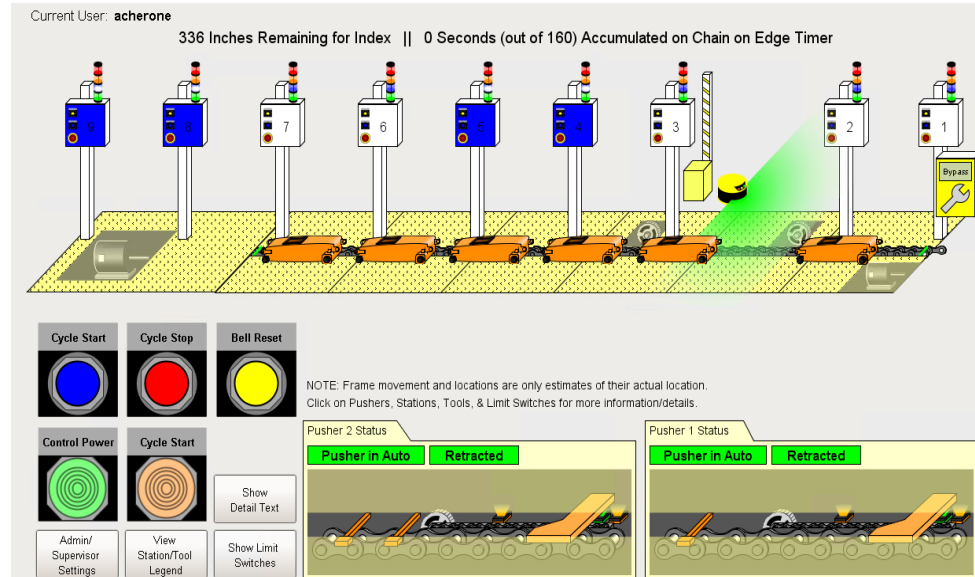 Current User: acherone
336 Inches Remaining for Index || 0 Seconds (out of 160) Accumulated on Chain on Edge Timer
9 8 7 6 5 4 3 2 1
Bypass
Cycle Start Cycle Stop Bell Reset
NOTE: Frame movement and locations are only estimates of their actual location.
Click on Pushers, Stations, Tools, & Limit Switches for more information/details.
Control Power Cycle Start
Show
Detail Text
Admin/
Supervisor
Settings
View
Station/Tool
Legend
Show Limit
Switches
Pusher 2 Status
Pusher in Auto Retracted
Pusher 1 Status
Pusher in Auto Retracted